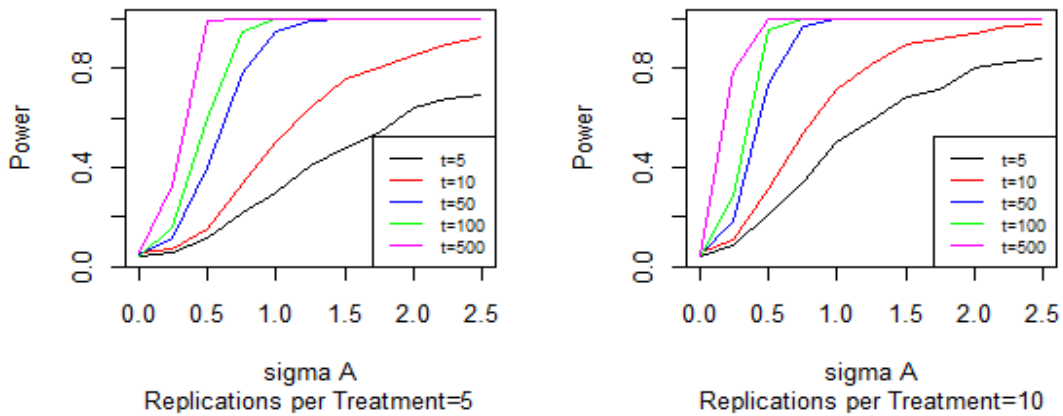 Power
0.8
0.4
0.0
t=5
t=10
t=50
t=100
t=500
0.0 0.5 1.0 1.5 2.0 2.5
sigma A
Replications per Treatment=5
Power
0.8
0.4
0.0
t=5
t=10
t=50
t=100
t=500
0.0 0.5 1.0 1.5 2.0 2.5
sigma A
Replications per Treatment=10